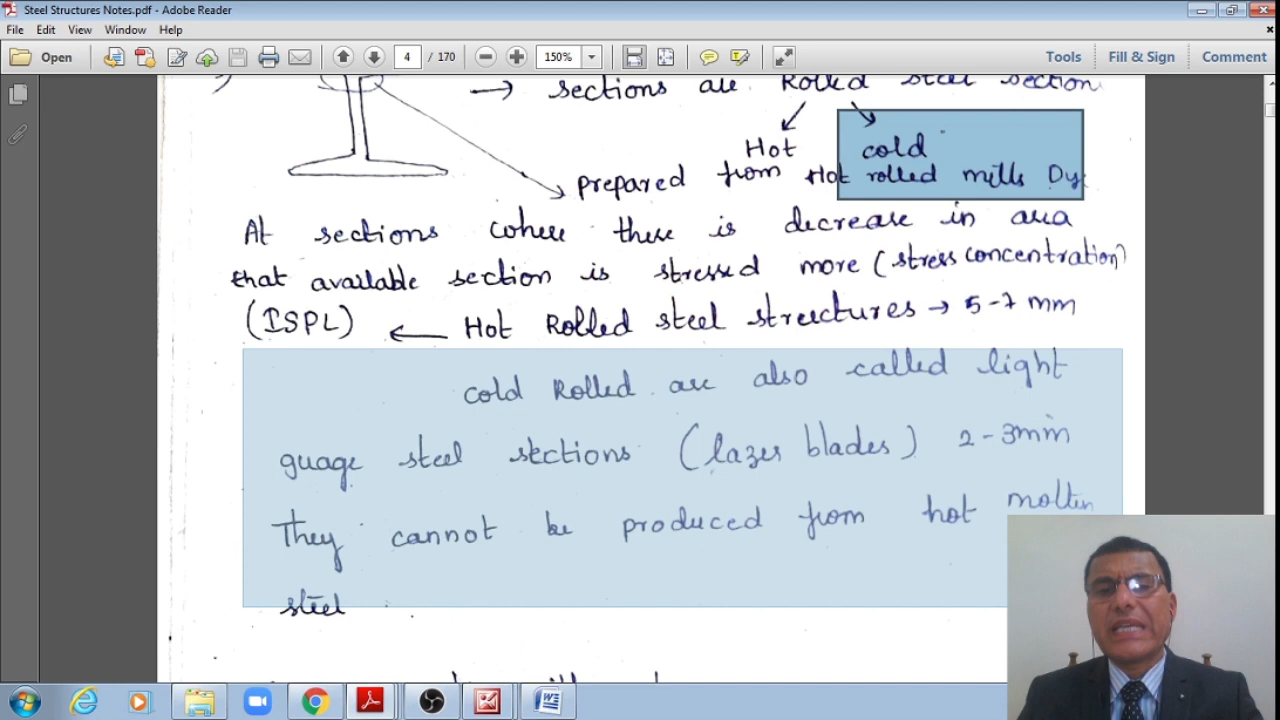 Steel Structures Notes.pdf - Adobe Reader
File Edit View Window Help
Open 4 / 170 150% Tools Fill & Sign Comment
→ sections are Rolled steel section
Hot cold
prepared from Hot rolled mills Dy
At sections where there is decrease in area
that available section is stressed more (stress concentration)
(ISPL) ← Hot Rolled steel structures → 5-7 mm
cold Rolled are also called light
guage steel sections (lazer blades) 2-3mm
They cannot be produced from hot molten
steel